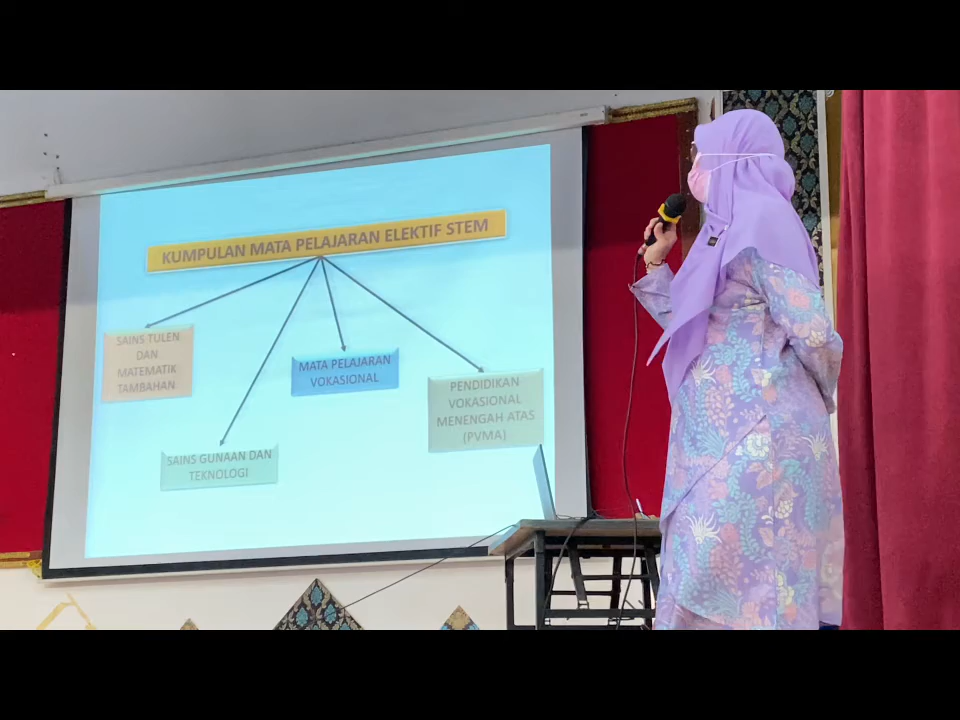 KUMPULAN MATA PELAJARAN ELEKTIF STEM
SAINS TULEN
DAN
MATEMATIK
TAMBAHAN
SAINS GUNAAN DAN
TEKNOLOGI
MATA PELAJARAN
VOKASIONAL
PENDIDIKAN
VOKASIONAL
MENENGAH ATAS
(PVMA)